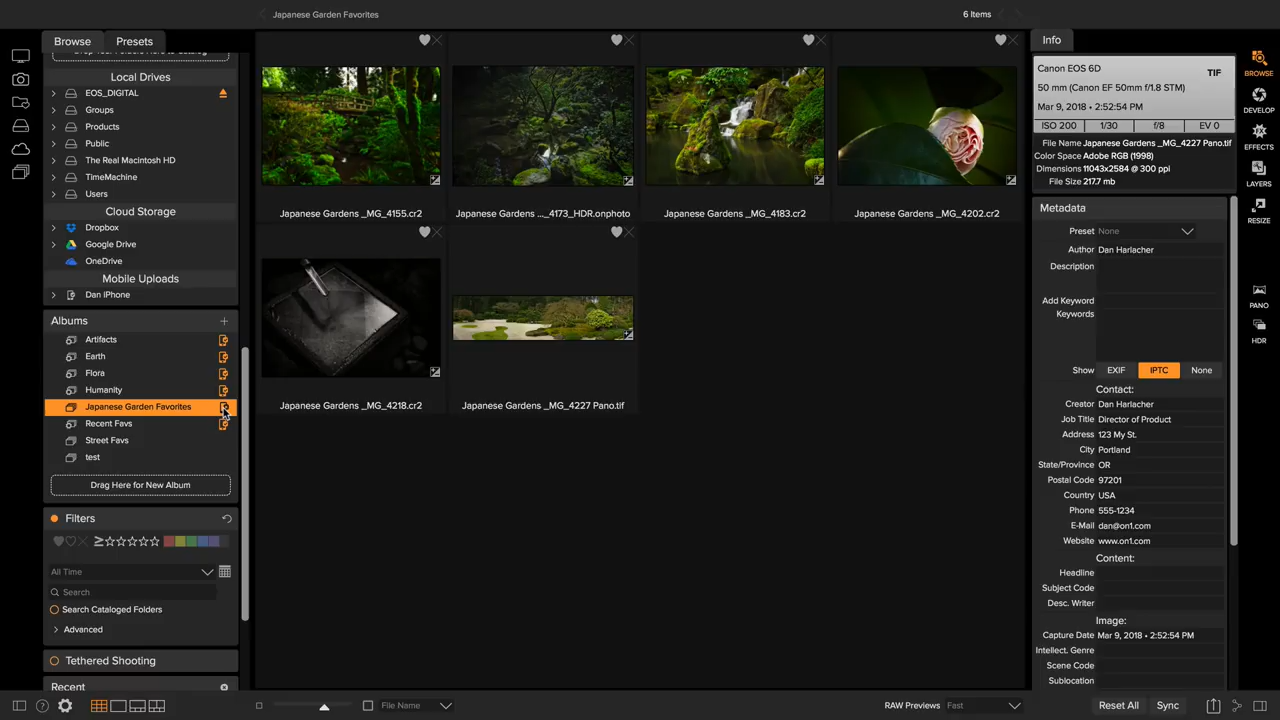 Japanese Garden Favorites
6 Items
Browse
Presets
Local Drives
EOS_DIGITAL
Groups
Products
Public
The Real Macintosh HD
TimeMachine
Users
Cloud Storage
Dropbox
Google Drive
OneDrive
Mobile Uploads
Dan iPhone
Albums
Artifacts
Earth
Flora
Humanity
Japanese Garden Favorites
Recent Favs
Street Favs
test
Drag Here for New Album
Filters
All Time
Search
Search Cataloged Folders
Advanced
Tethered Shooting
Recent
Japanese Gardens _MG_4155.cr2
Japanese Gardens ..._4173_HDR.onphoto
Japanese Gardens _MG_4183.cr2
Japanese Gardens _MG_4202.cr2
Japanese Gardens _MG_4218.cr2
Japanese Gardens _MG_4227 Pano.tif
File Name
RAW Previews Fast
Info
Canon EOS 6D
TIF
50 mm (Canon EF 50mm f/1.8 STM)
Mar 9, 2018 • 2:52:54 PM
ISO 200 1/30 f/8 EV 0
File Name Japanese Gardens _MG_4227 Pano.tif
Color Space Adobe RGB (1998)
Dimensions 11043x2584 @ 300 ppi
File Size 217.7 mb
Metadata
Preset None
Author Dan Harlacher
Description
Add Keyword
Keywords
Show EXIF IPTC None
Contact:
Creator Dan Harlacher
Job Title Director of Product
Address 123 My St.
City Portland
State/Province OR
Postal Code 97201
Country USA
Phone 555-1234
E-Mail dan@on1.com
Website www.on1.com
Content:
Headline
Subject Code
Desc. Writer
Image:
Capture Date Mar 9, 2018 • 2:52:54 PM
Intellect. Genre
Scene Code
Sublocation
Reset All
Sync
BROWSE
DEVELOP
EFFECTS
LAYERS
RESIZE
PANO
HDR